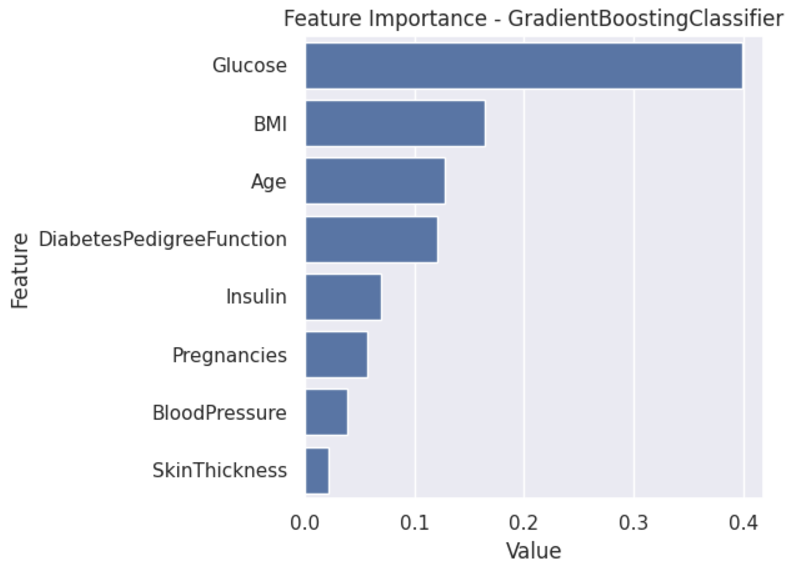 Feature Importance - GradientBoostingClassifier
Feature
Glucose
BMI
Age
DiabetesPedigreeFunction
Insulin
Pregnancies
BloodPressure
SkinThickness
0.0 0.1 0.2 0.3 0.4
Value